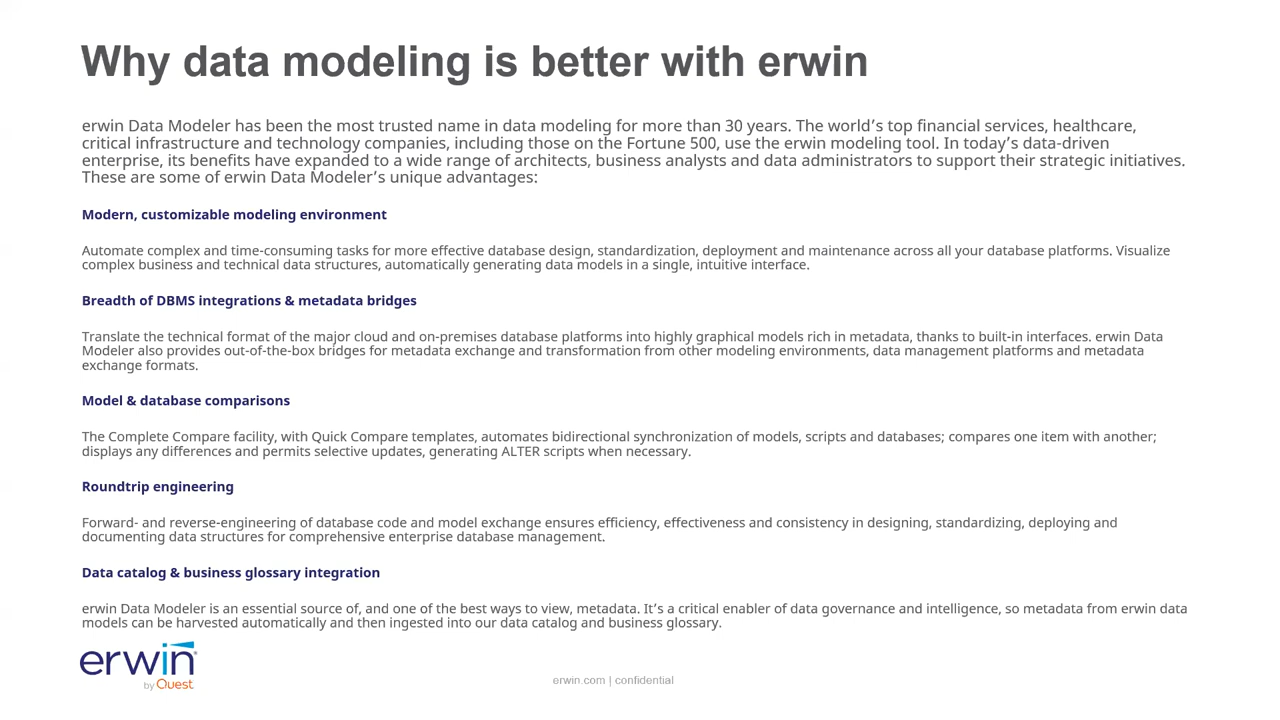 Why data modeling is better with erwin
erwin Data Modeler has been the most trusted name in data modeling for more than 30 years. The world’s top financial services, healthcare,
critical infrastructure and technology companies, including those on the Fortune 500, use the erwin modeling tool. In today’s data-driven
enterprise, its benefits have expanded to a wide range of architects, business analysts and data administrators to support their strategic initiatives.
These are some of erwin Data Modeler’s unique advantages:
Modern, customizable modeling environment
Automate complex and time-consuming tasks for more effective database design, standardization, deployment and maintenance across all your database platforms. Visualize
complex business and technical data structures, automatically generating data models in a single, intuitive interface.
Breadth of DBMS integrations & metadata bridges
Translate the technical format of the major cloud and on-premises database platforms into highly graphical models rich in metadata, thanks to built-in interfaces. erwin Data
Modeler also provides out-of-the-box bridges for metadata exchange and transformation from other modeling environments, data management platforms and metadata
exchange formats.
Model & database comparisons
The Complete Compare facility, with Quick Compare templates, automates bidirectional synchronization of models, scripts and databases; compares one item with another;
displays any differences and permits selective updates, generating ALTER scripts when necessary.
Roundtrip engineering
Forward- and reverse-engineering of database code and model exchange ensures efficiency, effectiveness and consistency in designing, standardizing, deploying and
documenting data structures for comprehensive enterprise database management.
Data catalog & business glossary integration
erwin Data Modeler is an essential source of, and one of the best ways to view, metadata. It’s a critical enabler of data governance and intelligence, so metadata from erwin data
models can be harvested automatically and then ingested into our data catalog and business glossary.
erwin®
by Quest
erwin.com | confidential